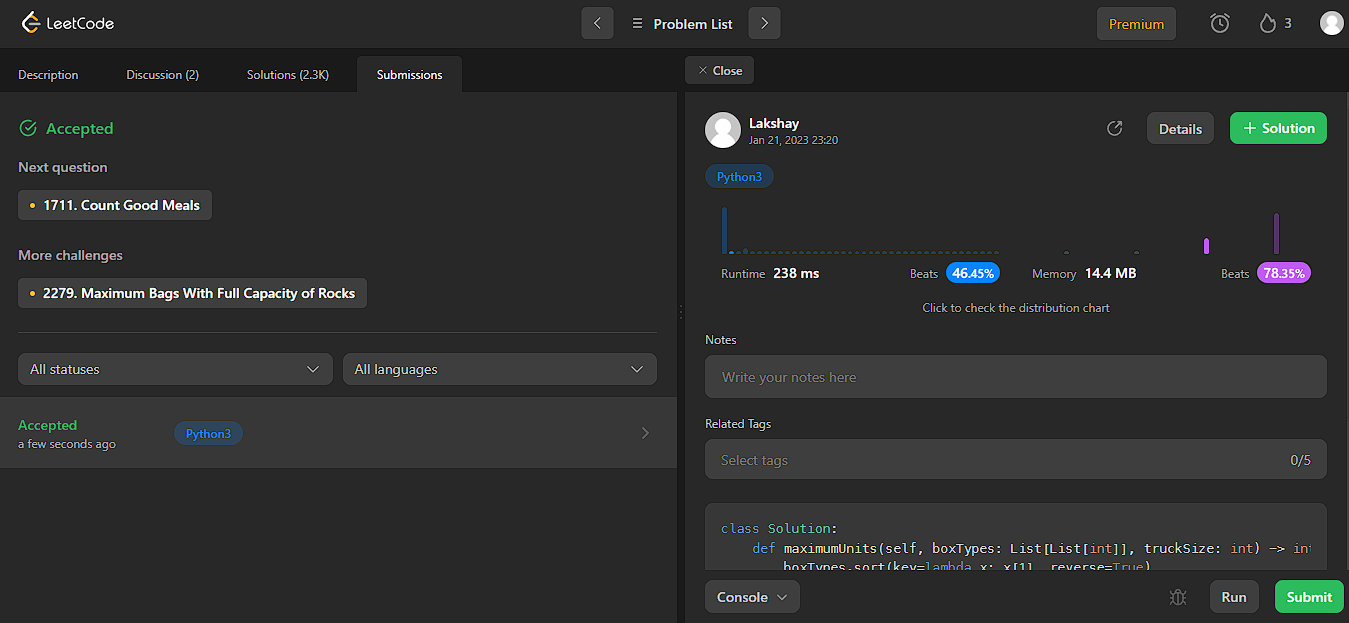 LeetCode
Problem List
Premium
3
Description
Discussion (2)
Solutions (2.3K)
Submissions
Accepted
Next question
1711. Count Good Meals
More challenges
2279. Maximum Bags With Full Capacity of Rocks
All statuses
All languages
Accepted
a few seconds ago
Python3
Close
Lakshay
Jan 21, 2023 23:20
Details
+ Solution
Python3
Runtime 238 ms
Beats 46.45%
Memory 14.4 MB
Beats 78.35%
Click to check the distribution chart
Notes
Write your notes here
Related Tags
Select tags
0/5
class Solution:
def maximumUnits(self, boxTypes: List[List[int]], truckSize: int) -> int
boxTypes.sort(key=lambda x: x[1], reverse=True)
Console
Run
Submit